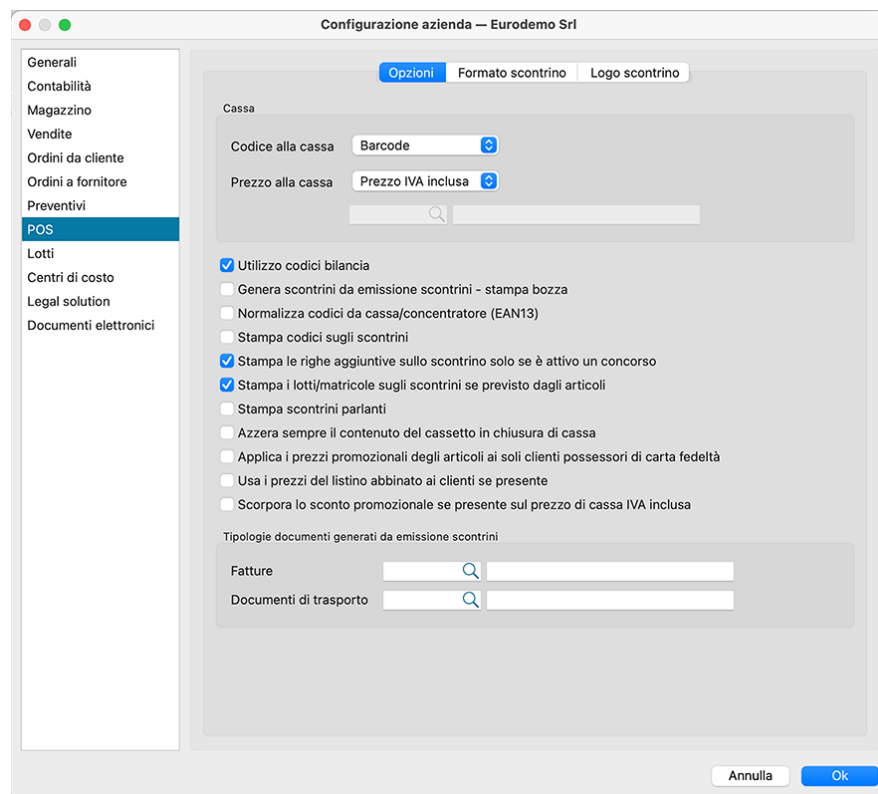 Configurazione azienda — Eurodemo Srl
Generali
Contabilità
Magazzino
Vendite
Ordini da cliente
Ordini a fornitore
Preventivi
POS
Lotti
Centri di costo
Legal solution
Documenti elettronici
Opzioni Formato scontrino Logo scontrino
Cassa
Codice alla cassa Barcode
Prezzo alla cassa Prezzo IVA inclusa
Utilizzo codici bilancia
Genera scontrini da emissione scontrini - stampa bozza
Normalizza codici da cassa/concentratore (EAN13)
Stampa codici sugli scontrini
Stampa le righe aggiuntive sullo scontrino solo se è attivo un concorso
Stampa i lotti/matricole sugli scontrini se previsto dagli articoli
Stampa scontrini parlanti
Azzera sempre il contenuto del cassetto in chiusura di cassa
Applica i prezzi promozionali degli articoli ai soli clienti possessori di carta fedeltà
Usa i prezzi del listino abbinato ai clienti se presente
Scorpora lo sconto promozionale se presente sul prezzo di cassa IVA inclusa
Tipologie documenti generati da emissione scontrini
Fatture
Documenti di trasporto
Annulla Ok